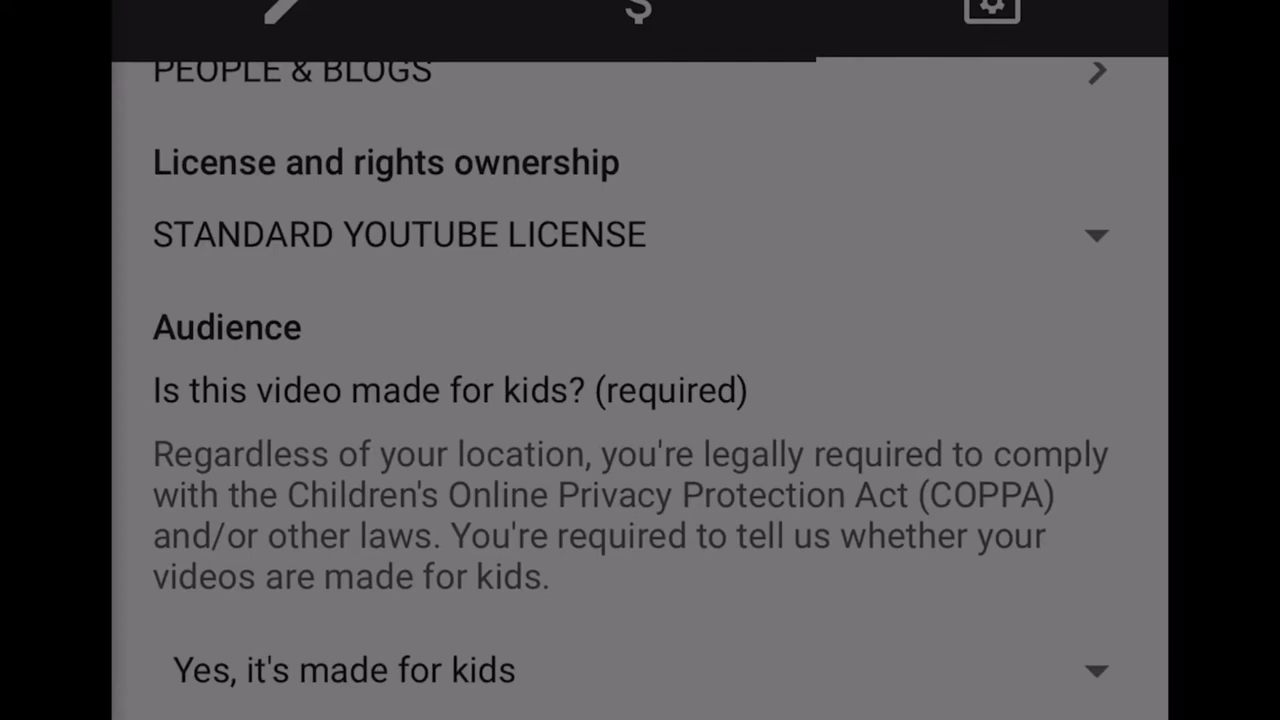 $
PEOPLE & BLOGS
License and rights ownership
STANDARD YOUTUBE LICENSE
Audience
Is this video made for kids? (required)
Regardless of your location, you're legally required to comply
with the Children's Online Privacy Protection Act (COPPA)
and/or other laws. You're required to tell us whether your
videos are made for kids.
Yes, it's made for kids